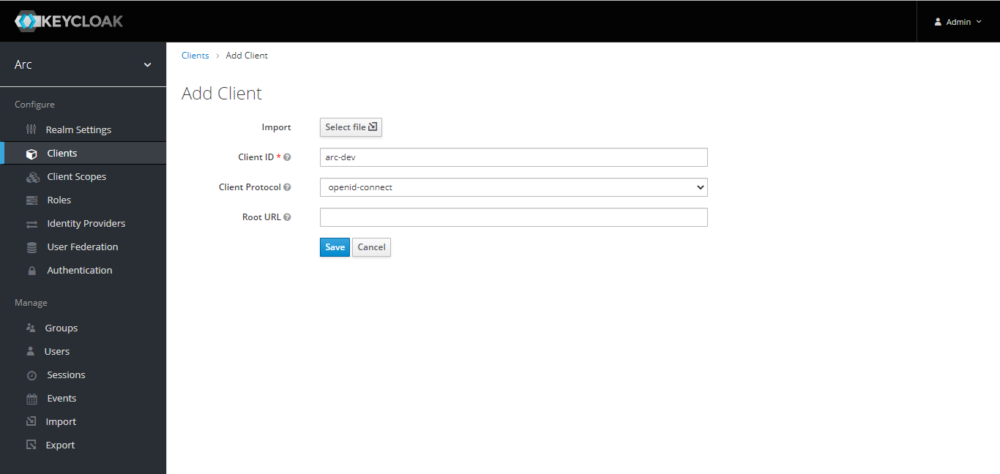 KEYCLOAK
Admin
Arc
Configure
Realm Settings
Clients
Client Scopes
Roles
Identity Providers
User Federation
Authentication
Manage
Groups
Users
Sessions
Events
Import
Export
Clients > Add Client
Add Client
Import Select file
Client ID * arc-dev
Client Protocol openid-connect
Root URL
Save Cancel